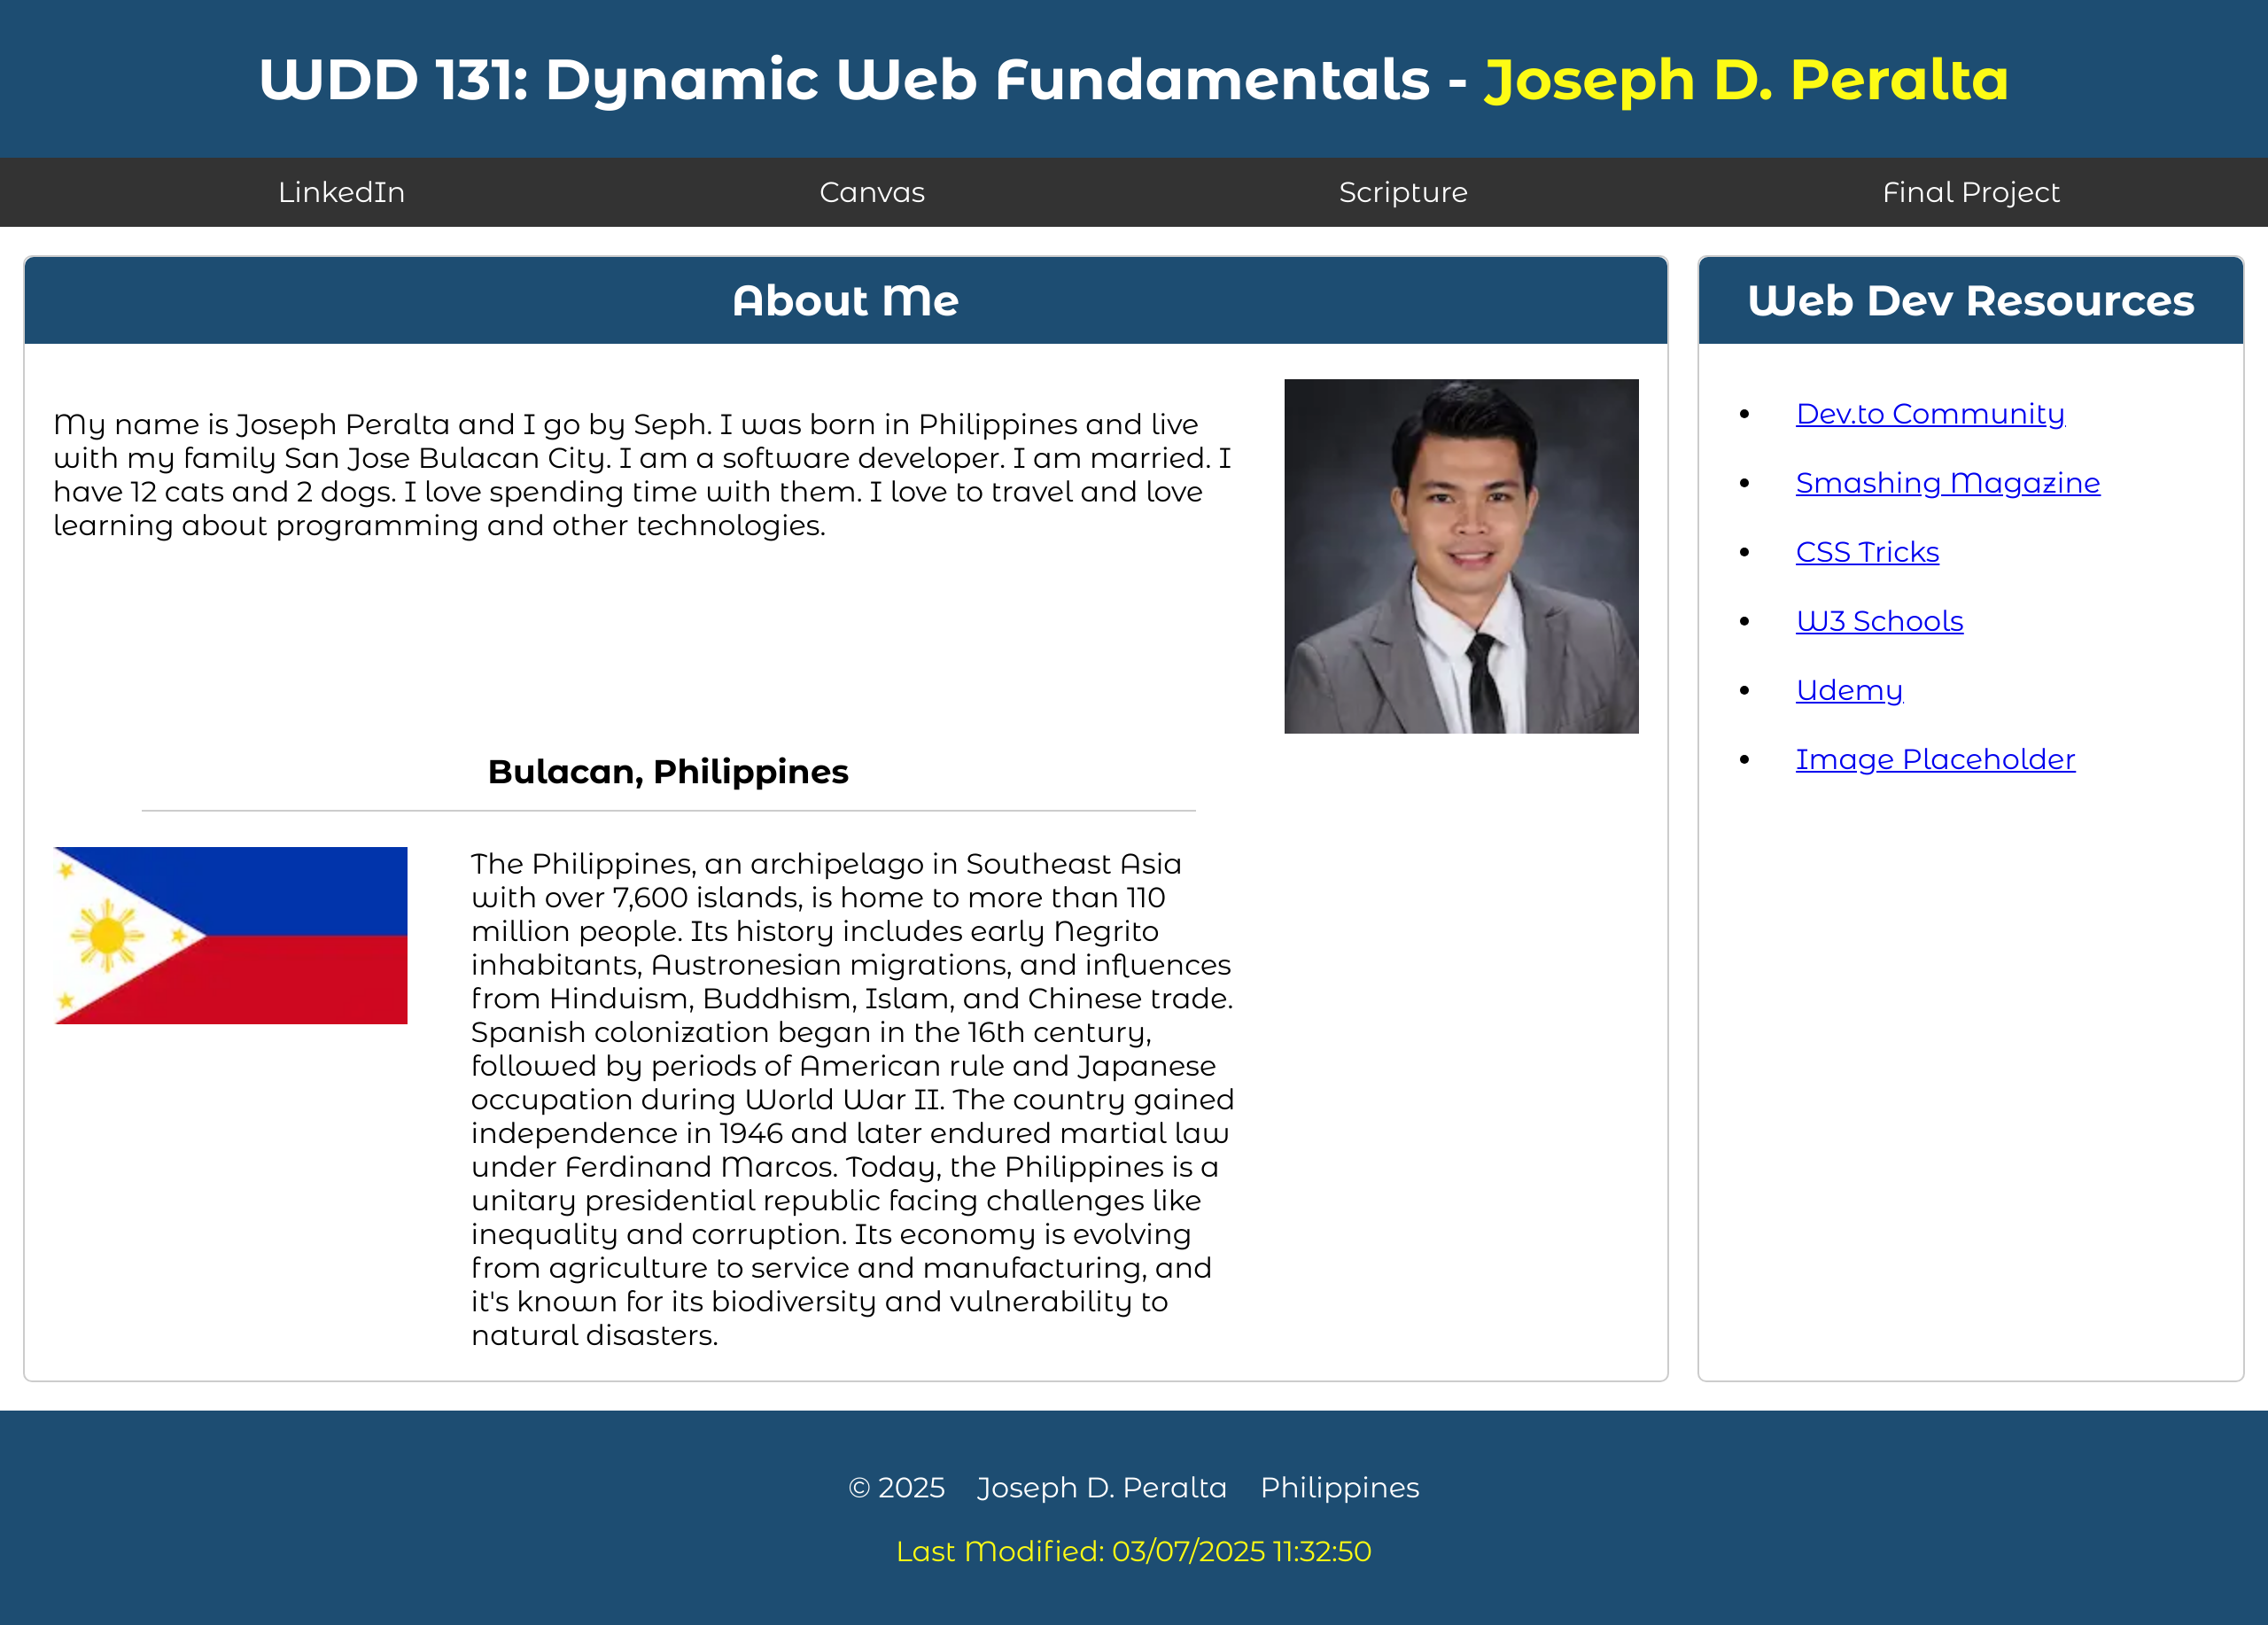 WDD 131: Dynamic Web Fundamentals - Joseph D. Peralta
LinkedIn
Canvas
Scripture
Final Project
About Me
My name is Joseph Peralta and I go by Seph. I was born in Philippines and live
with my family San Jose Bulacan City. I am a software developer. I am married. I
have 12 cats and 2 dogs. I love spending time with them. I love to travel and love
learning about programming and other technologies.
Bulacan, Philippines
The Philippines, an archipelago in Southeast Asia
with over 7,600 islands, is home to more than 110
million people. Its history includes early Negrito
inhabitants, Austronesian migrations, and influences
from Hinduism, Buddhism, Islam, and Chinese trade.
Spanish colonization began in the 16th century,
followed by periods of American rule and Japanese
occupation during World War II. The country gained
independence in 1946 and later endured martial law
under Ferdinand Marcos. Today, the Philippines is a
unitary presidential republic facing challenges like
inequality and corruption. Its economy is evolving
from agriculture to service and manufacturing, and
it's known for its biodiversity and vulnerability to
natural disasters.
Web Dev Resources
Dev.to Community
Smashing Magazine
CSS Tricks
W3 Schools
Udemy
Image Placeholder
© 2025 Joseph D. Peralta Philippines
Last Modified: 03/07/2025 11:32:50